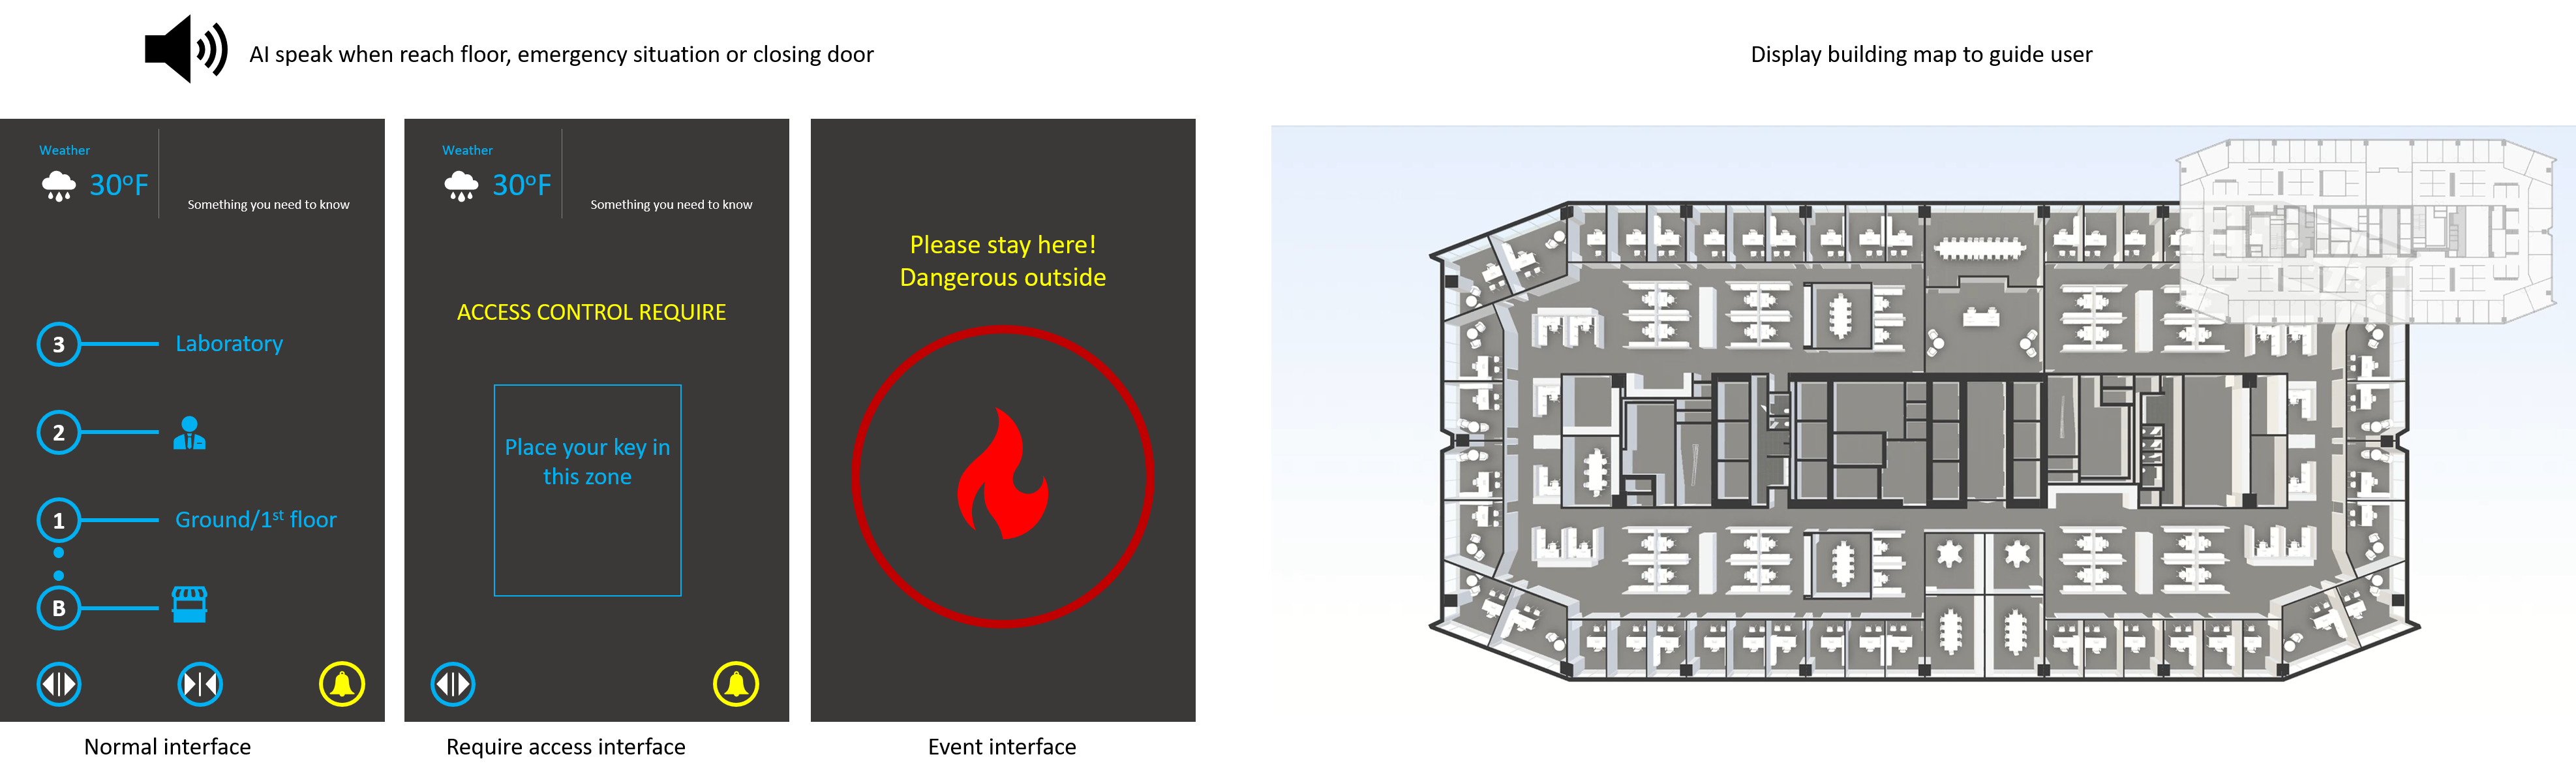 AI speak when reach floor, emergency situation or closing door
Display building map to guide user
Weather
30°F
Something you need to know
3
Laboratory
2
1
Ground/1st floor
B
Normal interface
Weather
30°F
Something you need to know
ACCESS CONTROL REQUIRE
Place your key in
this zone
Require access interface
Please stay here!
Dangerous outside
Event interface